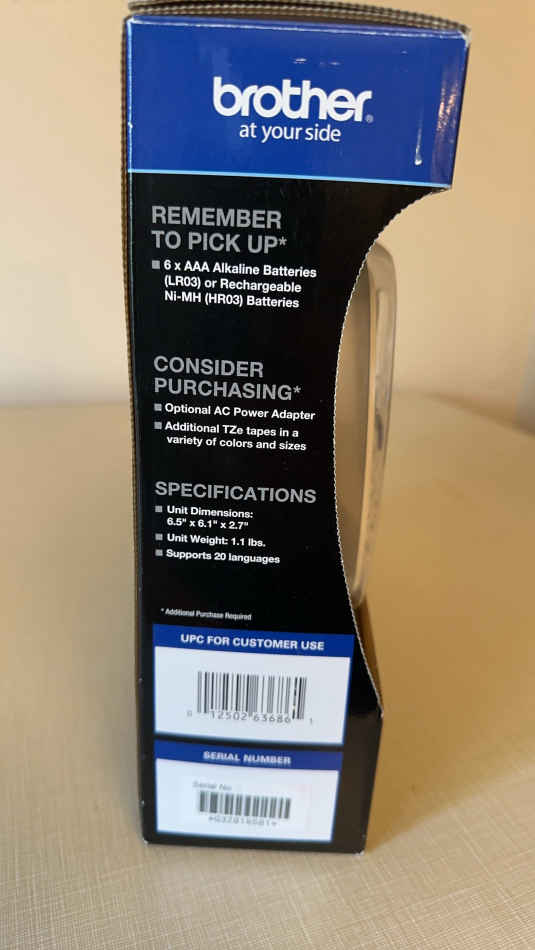 brother®
at your side
REMEMBER
TO PICK UP*
6 x AAA Alkaline Batteries
(LR03) or Rechargeable
Ni-MH (HR03) Batteries
CONSIDER
PURCHASING*
Optional AC Power Adapter
Additional TZe tapes in a
variety of colors and sizes
SPECIFICATIONS
Unit Dimensions:
6.5" x 6.1" x 2.7"
Unit Weight: 1.1 lbs.
Supports 20 languages
* Additional Purchase Required
UPC FOR CUSTOMER USE
0 12502 63686 1
SERIAL NUMBER
Serial No